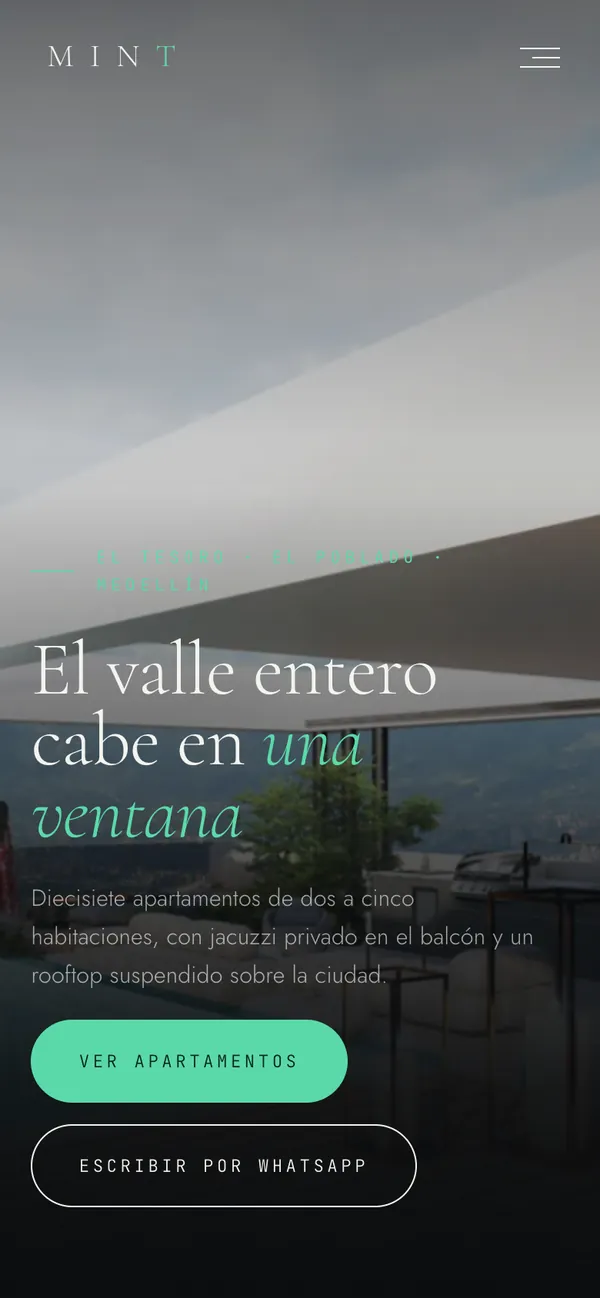 MINT
EL TESORO · EL POBLADO ·
MEDELLÍN
El valle entero
cabe en una
ventana
Diecisiete apartamentos de dos a cinco
habitaciones, con jacuzzi privado en el balcón y un
rooftop suspendido sobre la ciudad.
VER APARTAMENTOS
ESCRIBIR POR WHATSAPP